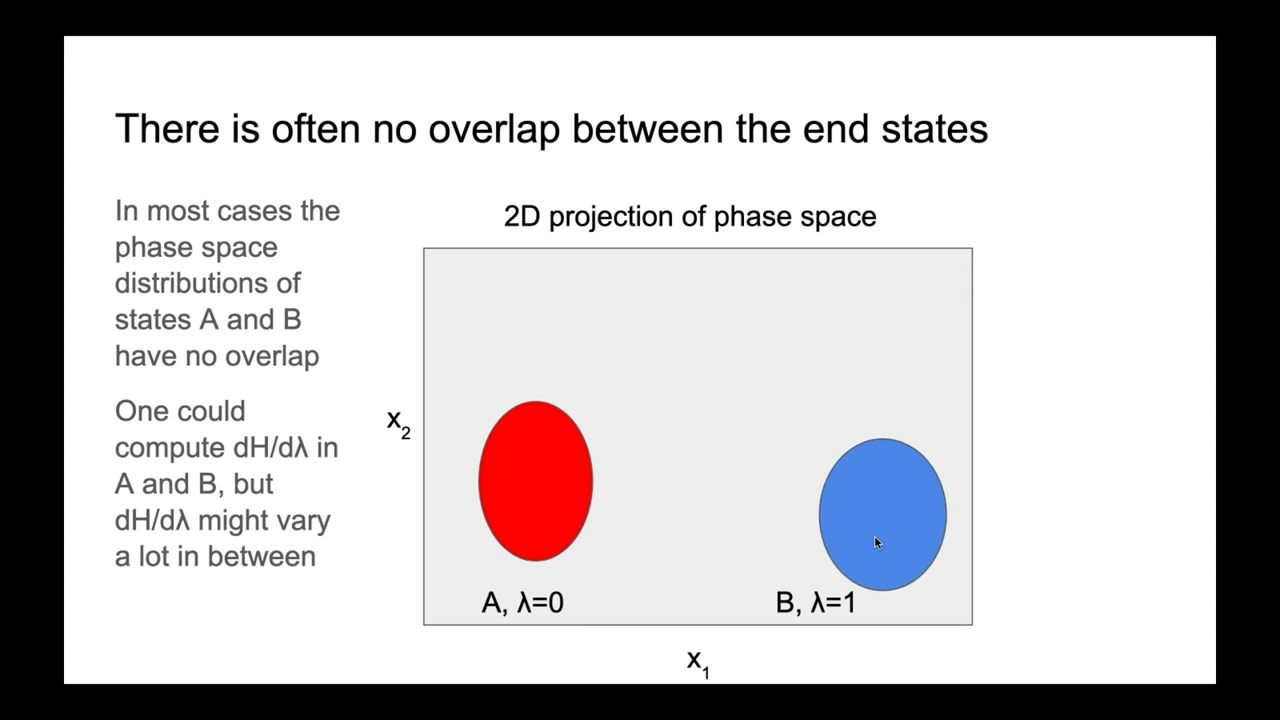 There is often no overlap between the end states
In most cases the
phase space
distributions of
states A and B
have no overlap
One could
compute dH/dλ in
A and B, but
dH/dλ might vary
a lot in between
2D projection of phase space
x₂
A, λ=0
B, λ=1
x₁